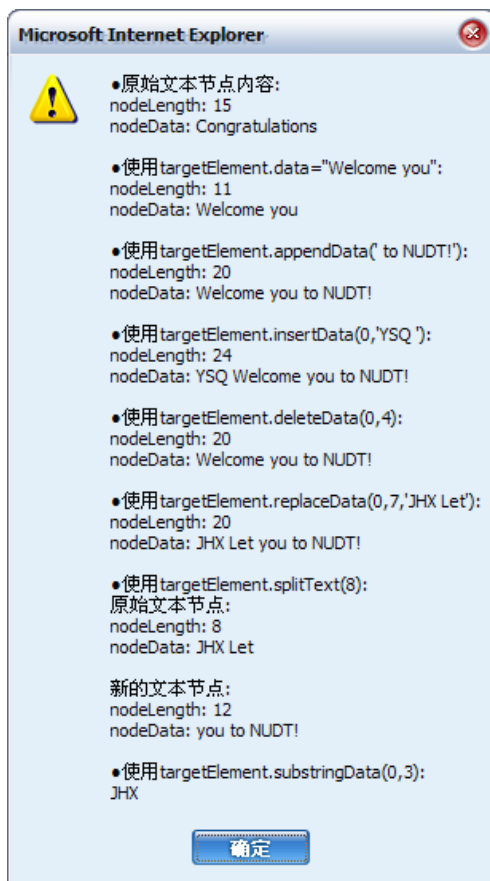 Microsoft Internet Explorer
●原始文本节点内容:
nodeLength: 15
nodeData: Congratulations
●使用targetElement.data="Welcome you":
nodeLength: 11
nodeData: Welcome you
●使用targetElement.appendData(' to NUDT!'):
nodeLength: 20
nodeData: Welcome you to NUDT!
●使用targetElement.insertData(0,'YSQ '):
nodeLength: 24
nodeData: YSQ Welcome you to NUDT!
●使用targetElement.deleteData(0,4):
nodeLength: 20
nodeData: Welcome you to NUDT!
●使用targetElement.replaceData(0,7,'JHX Let'):
nodeLength: 20
nodeData: JHX Let you to NUDT!
●使用targetElement.splitText(8):
原始文本节点:
nodeLength: 8
nodeData: JHX Let
新的文本节点:
nodeLength: 12
nodeData: you to NUDT!
●使用targetElement.substringData(0,3):
JHX
确定